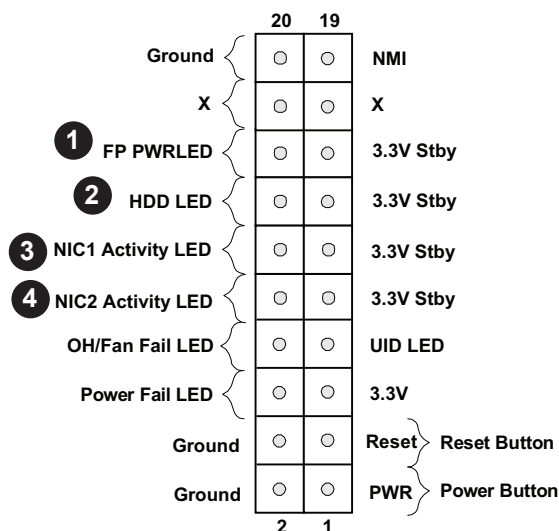 20 19
Ground NMI
X X
1 FP PWRLED 3.3V Stby
2 HDD LED 3.3V Stby
3 NIC1 Activity LED 3.3V Stby
4 NIC2 Activity LED 3.3V Stby
OH/Fan Fail LED UID LED
Power Fail LED 3.3V
Ground Reset Reset Button
Ground PWR Power Button
2 1